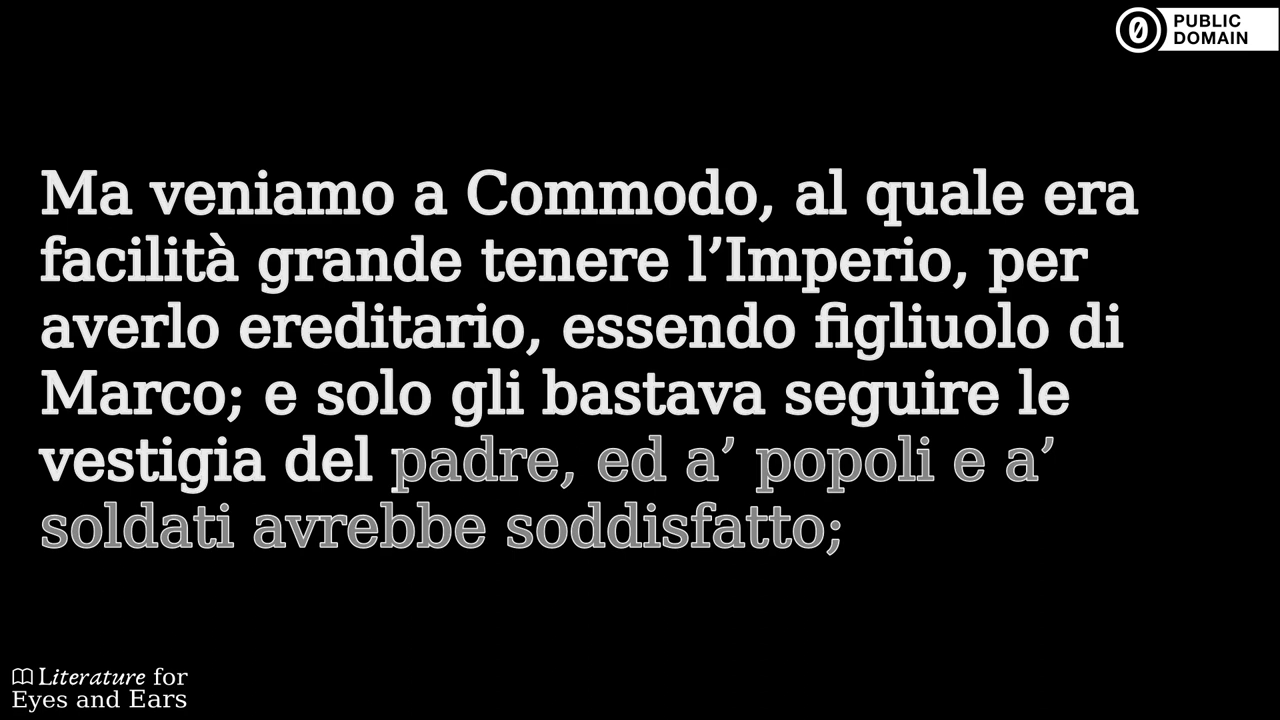 PUBLIC
DOMAIN
Ma veniamo a Commodo, al quale era
facilità grande tenere l’Imperio, per
averlo ereditario, essendo figliuolo di
Marco; e solo gli bastava seguire le
vestigia del padre, ed a’ popoli e a’
soldati avrebbe soddisfatto;
Literature for
Eyes and Ears